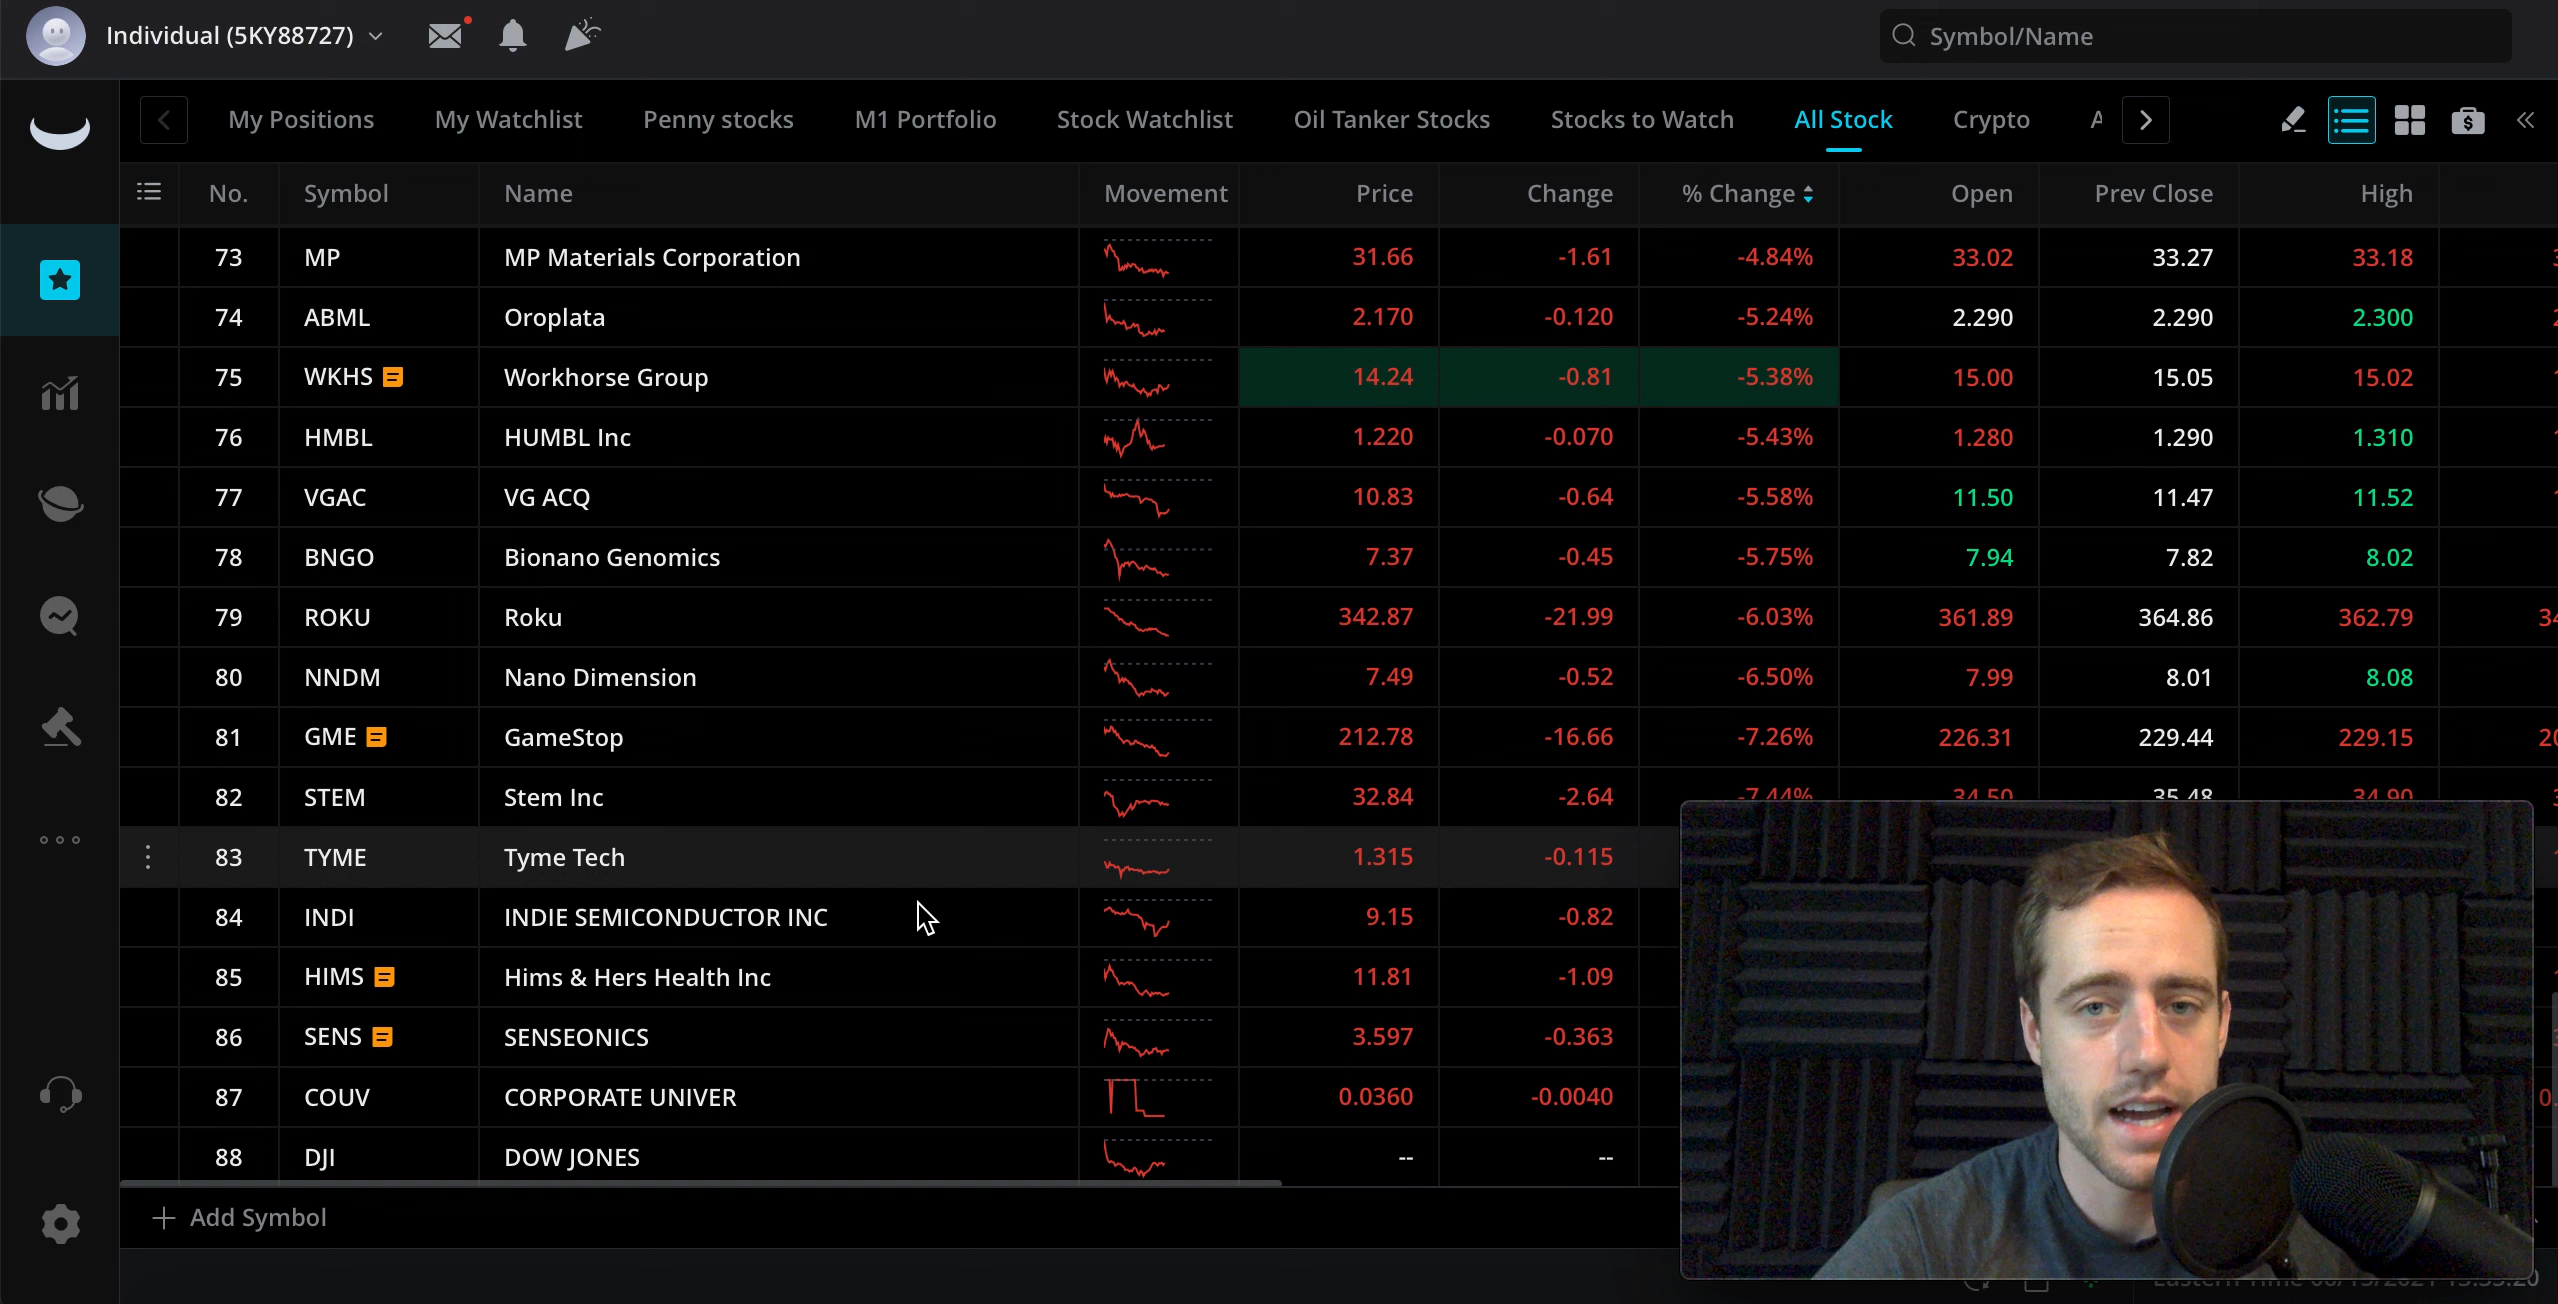 Individual (5KY88727)
Symbol/Name
My Positions My Watchlist Penny stocks M1 Portfolio Stock Watchlist Oil Tanker Stocks Stocks to Watch All Stock Crypto
No. Symbol Name Movement Price Change % Change Open Prev Close High
73 MP MP Materials Corporation 31.66 -1.61 -4.84% 33.02 33.27 33.18
74 ABML Oroplata 2.170 -0.120 -5.24% 2.290 2.290 2.300
75 WKHS Workhorse Group 14.24 -0.81 -5.38% 15.00 15.05 15.02
76 HMBL HUMBL Inc 1.220 -0.070 -5.43% 1.280 1.290 1.310
77 VGAC VG ACQ 10.83 -0.64 -5.58% 11.50 11.47 11.52
78 BNGO Bionano Genomics 7.37 -0.45 -5.75% 7.94 7.82 8.02
79 ROKU Roku 342.87 -21.99 -6.03% 361.89 364.86 362.79
80 NNDM Nano Dimension 7.49 -0.52 -6.50% 7.99 8.01 8.08
81 GME GameStop 212.78 -16.66 -7.26% 226.31 229.44 229.15
82 STEM Stem Inc 32.84 -2.64 -7.44% 34.50 35.48 34.90
83 TYME Tyme Tech 1.315 -0.115
84 INDI INDIE SEMICONDUCTOR INC 9.15 -0.82
85 HIMS Hims & Hers Health Inc 11.81 -1.09
86 SENS SENSEONICS 3.597 -0.363
87 COUV CORPORATE UNIVER 0.0360 -0.0040
88 DJI DOW JONES -- --
Add Symbol